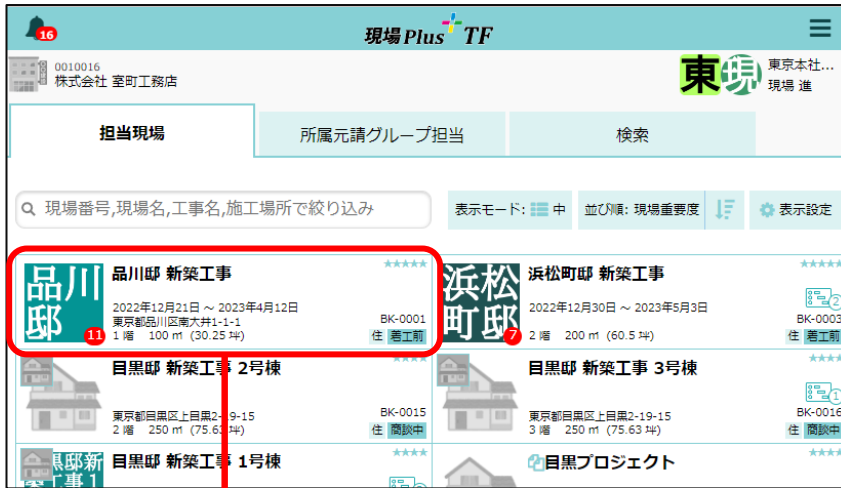 16
現場Plus TF
0010016
株式会社 室町工務店
東
現
東京本社...
現場 進
担当現場
所属元請グループ担当
検索
現場番号,現場名,工事名,施工場所で絞り込み
表示モード: 中
並び順: 現場重要度
表示設定
品川
邸
11
品川邸 新築工事
★★★★★
2022年12月21日 ~ 2023年4月12日
東京都品川区南大井1-1-1
BK-0001
1 階 100 ㎡ (30.25 坪)
住 着工前
浜松
町邸
7
浜松町邸 新築工事
★★★★★
2022年12月30日 ~ 2023年5月3日
2
BK-0003
2 階 200 ㎡ (60.5 坪)
住 着工前
目黒邸 新築工事 2号棟
★★★★
東京都目黒区上目黒2-19-15
BK-0015
2 階 250 ㎡ (75.63 坪)
住 商談中
目黒邸 新築工事 3号棟
★★★★
1
東京都目黒区上目黒2-19-15
BK-0016
3 階 250 ㎡ (75.63 坪)
住 商談中
黒邸新
工事1
目黒邸 新築工事 1号棟
★★★★
目黒プロジェクト
★★★★